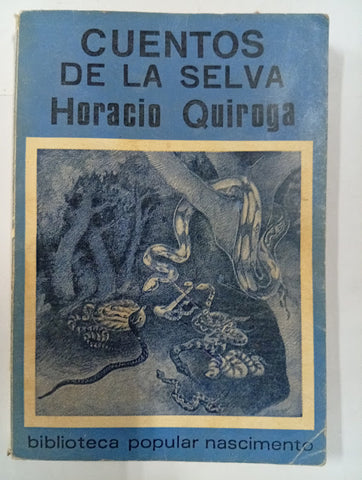 CUENTOS
DE LA SELVA
Horacio Quiroga
biblioteca popular nascimento